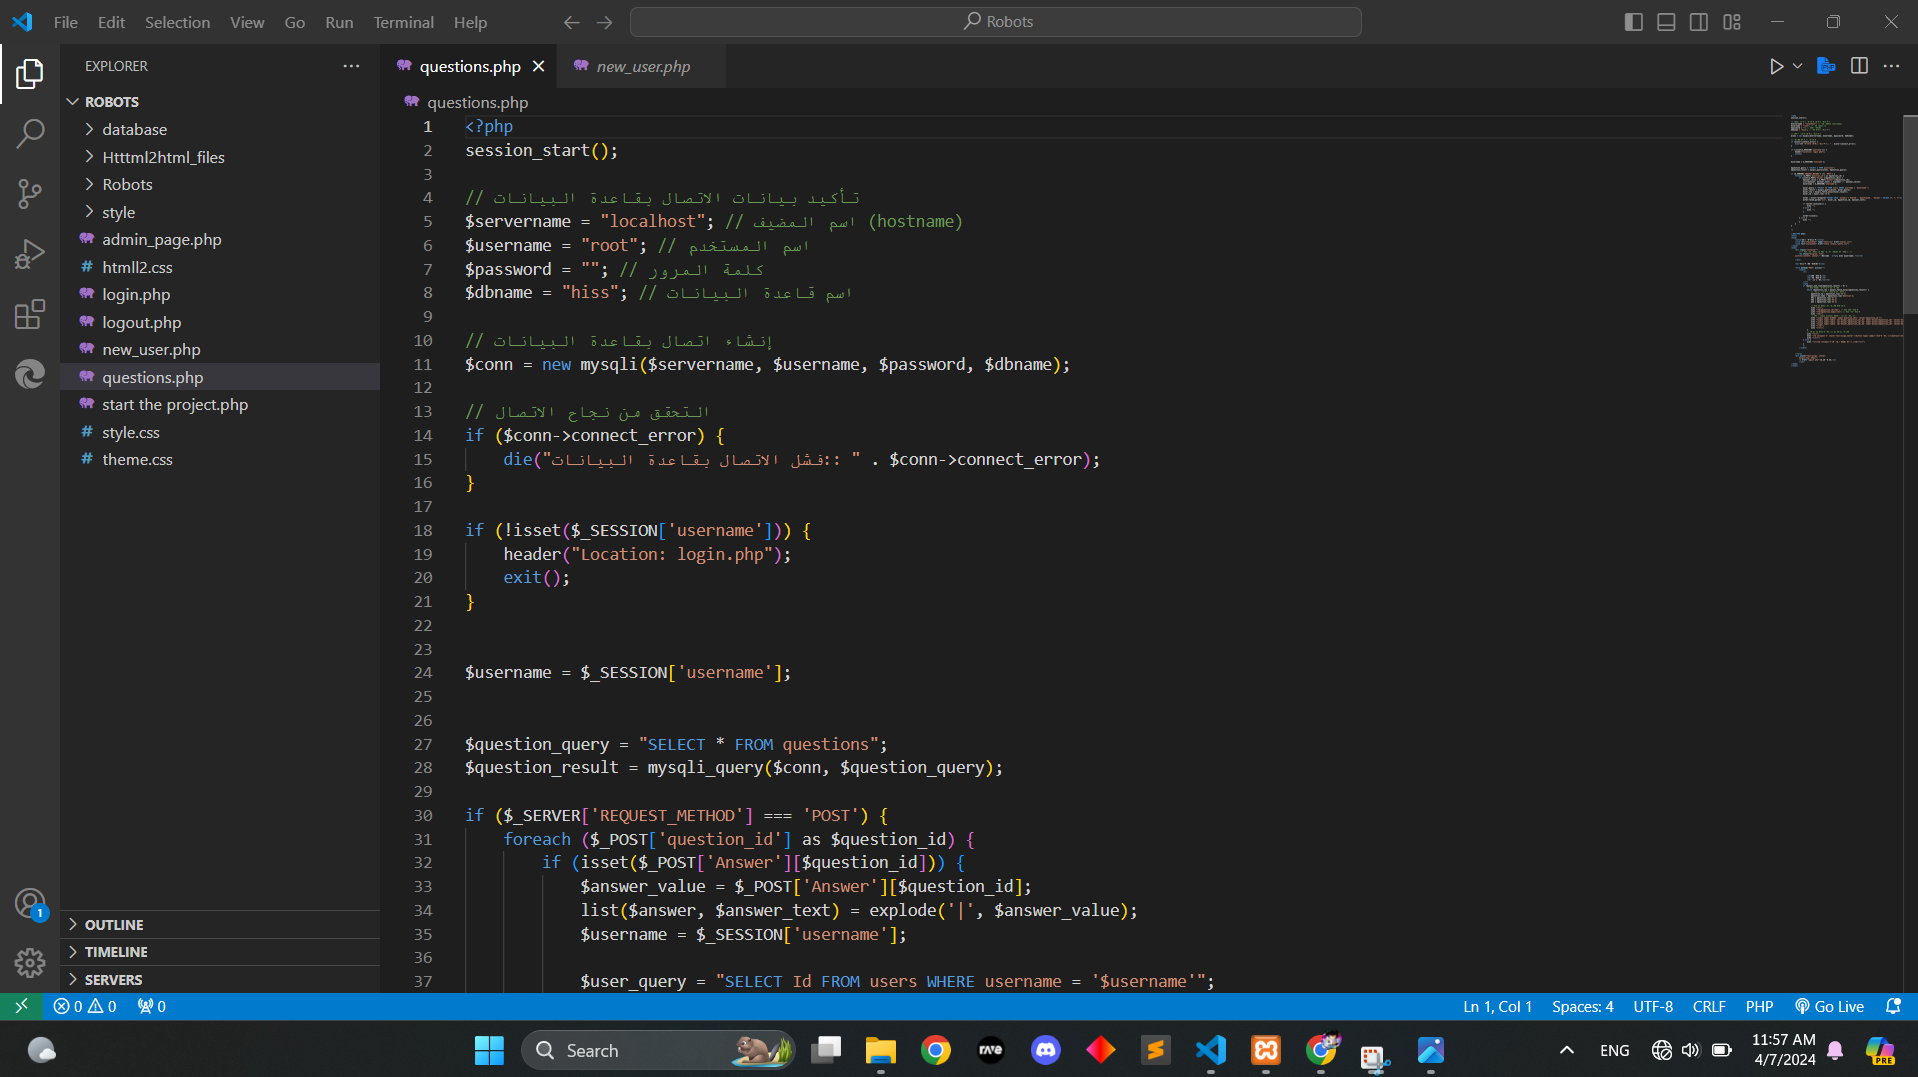 File Edit Selection View Go Run Terminal Help
Robots
EXPLORER
ROBOTS
database
Htttml2html_files
Robots
style
admin_page.php
htmll2.css
login.php
logout.php
new_user.php
questions.php
start the project.php
style.css
theme.css
OUTLINE
TIMELINE
SERVERS
questions.php new_user.php
questions.php
1 <?php
2 session_start();
3
4 // تأكيد بيانات الاتصال بقاعدة البيانات
5 $servername = "localhost"; // اسم المضيف (hostname)
6 $username = "root"; // اسم المستخدم
7 $password = ""; // كلمة المرور
8 $dbname = "hiss"; // اسم قاعدة البيانات
9
10 // إنشاء اتصال بقاعدة البيانات
11 $conn = new mysqli($servername, $username, $password, $dbname);
12
13 // التحقق من نجاح الاتصال
14 if ($conn->connect_error) {
15 die("فشل الاتصال بقاعدة البيانات:: " . $conn->connect_error);
16 }
17
18 if (!isset($_SESSION['username'])) {
19 header("Location: login.php");
20 exit();
21 }
22
23
24 $username = $_SESSION['username'];
25
26
27 $question_query = "SELECT * FROM questions";
28 $question_result = mysqli_query($conn, $question_query);
29
30 if ($_SERVER['REQUEST_METHOD'] === 'POST') {
31 foreach ($_POST['question_id'] as $question_id) {
32 if (isset($_POST['Answer'][$question_id])) {
33 $answer_value = $_POST['Answer'][$question_id];
34 list($answer, $answer_text) = explode('|', $answer_value);
35 $username = $_SESSION['username'];
36
37 $user_query = "SELECT Id FROM users WHERE username = '$username'";
1
0 0 0
Ln 1, Col 1 Spaces: 4 UTF-8 CRLF PHP Go Live
Search
rave
PRE
ENG
11:57 AM
4/7/2024